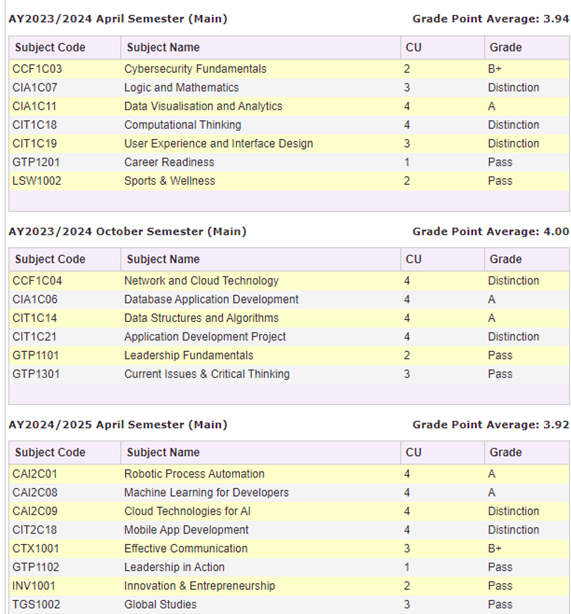 AY2023/2024 April Semester (Main) Grade Point Average: 3.94
Subject Code Subject Name CU Grade
CCF1C03 Cybersecurity Fundamentals 2 B+
CIA1C07 Logic and Mathematics 3 Distinction
CIA1C11 Data Visualisation and Analytics 4 A
CIT1C18 Computational Thinking 4 Distinction
CIT1C19 User Experience and Interface Design 3 Distinction
GTP1201 Career Readiness 1 Pass
LSW1002 Sports & Wellness 2 Pass
AY2023/2024 October Semester (Main) Grade Point Average: 4.00
Subject Code Subject Name CU Grade
CCF1C04 Network and Cloud Technology 4 Distinction
CIA1C06 Database Application Development 4 A
CIT1C14 Data Structures and Algorithms 4 A
CIT1C21 Application Development Project 4 Distinction
GTP1101 Leadership Fundamentals 2 Pass
GTP1301 Current Issues & Critical Thinking 3 Pass
AY2024/2025 April Semester (Main) Grade Point Average: 3.92
Subject Code Subject Name CU Grade
CAI2C01 Robotic Process Automation 4 A
CAI2C08 Machine Learning for Developers 4 A
CAI2C09 Cloud Technologies for AI 4 Distinction
CIT2C18 Mobile App Development 4 Distinction
CTX1001 Effective Communication 3 B+
GTP1102 Leadership in Action 1 Pass
INV1001 Innovation & Entrepreneurship 2 Pass
TGS1002 Global Studies 3 Pass